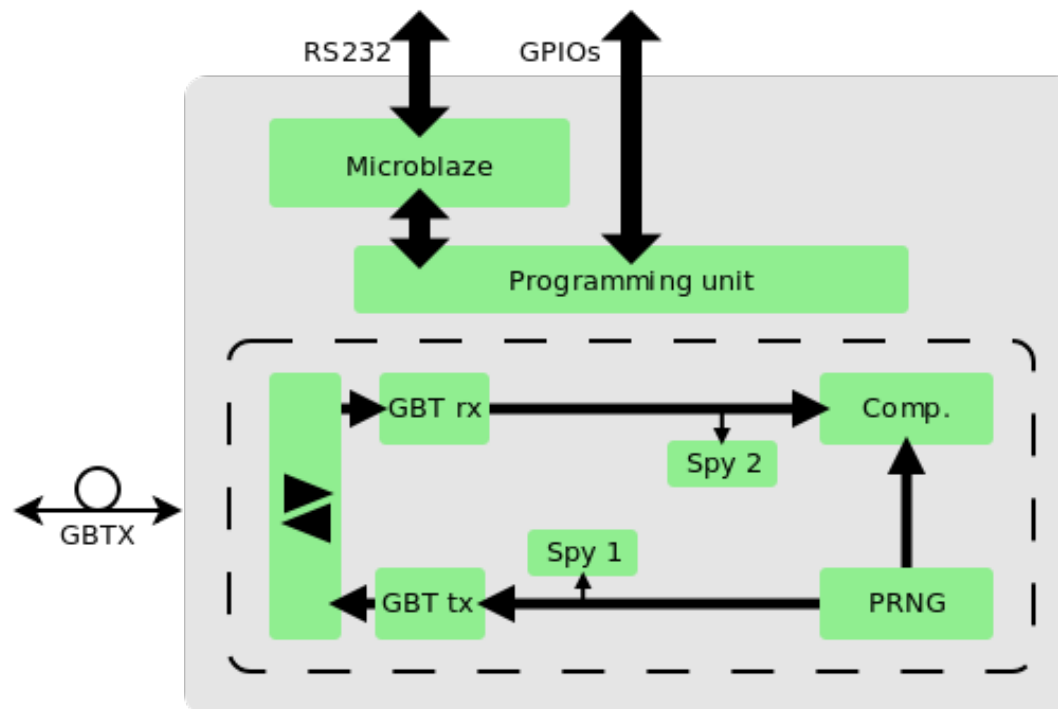 RS232
GPIOs
Microblaze
Programming unit
GBT rx
Comp.
Spy 2
GBTX
Spy 1
GBT tx
PRNG